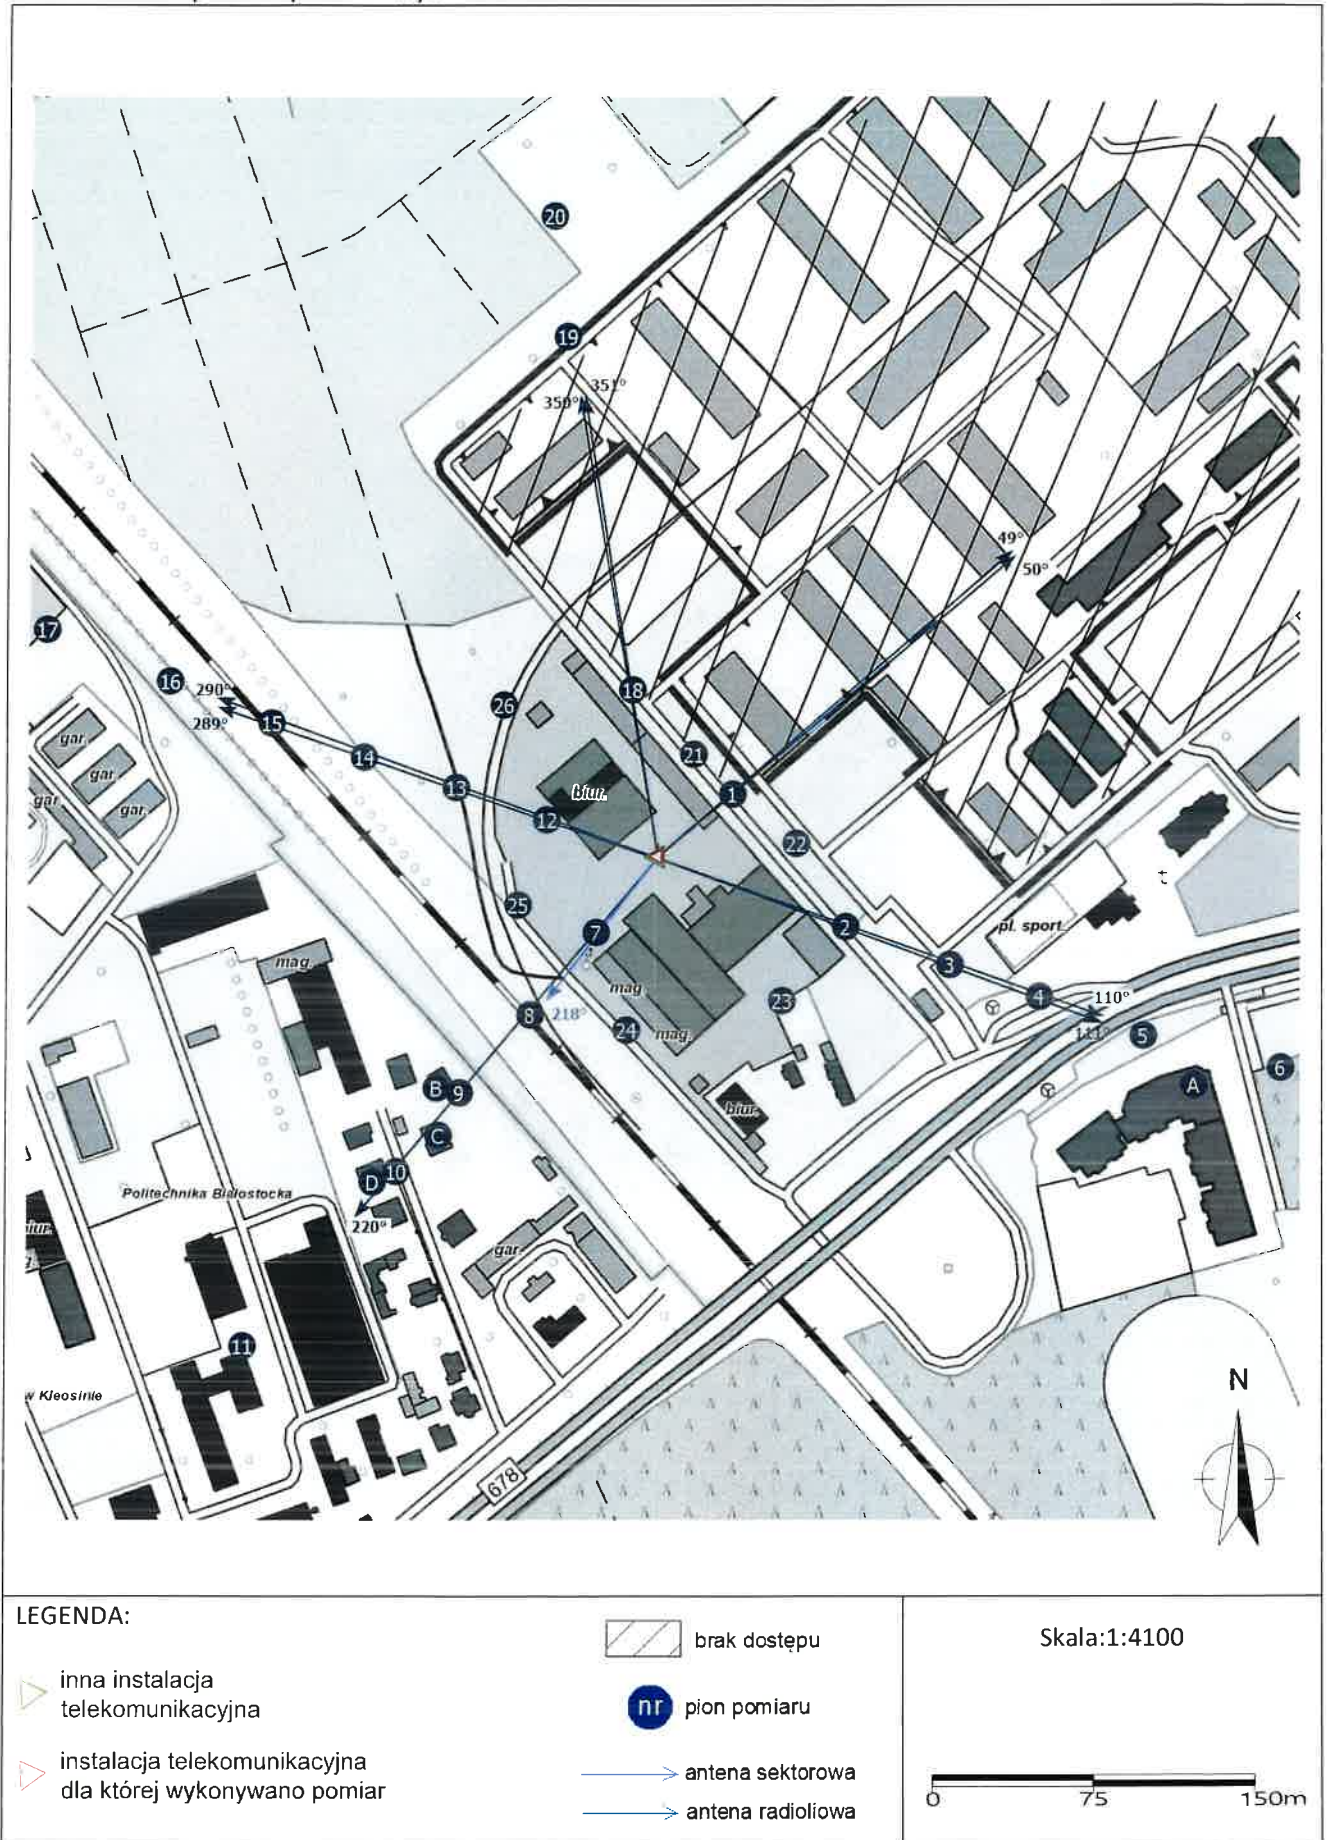 20
19
351°
350°
49°
50°
17
16
290°
289°
15
18
26
14
21
13
gar.
gar.
gar.
gar.
biur.
1
12
22
25
2
7
pl. sport.
3
mag.
mag.
23
4
110°
8
218°
24
mag.
111°
5
6
B
9
A
biur.
C
D
10
Politechnika Białostocka
220°
biur.
gar.
11
w Kleosinie
N
678
LEGENDA:
inna instalacja
telekomunikacyjna
instalacja telekomunikacyjna
dla której wykonywano pomiar
brak dostępu
nr pion pomiaru
antena sektorowa
antena radioliowa
Skala:1:4100
0 75 150m